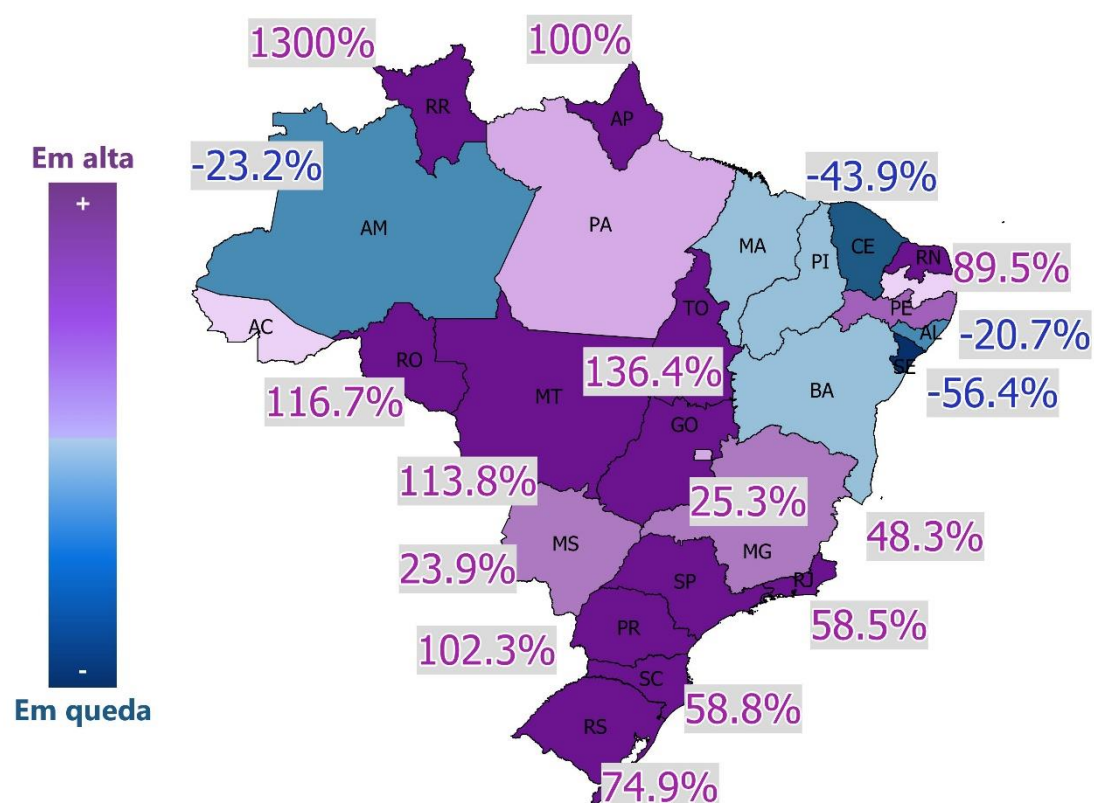 1300%
100%
RR
AP
Em alta
+
-23.2%
-43.9%
AM
PA
MA
PI
CE
RN
89.5%
TO
PE
AC
AL
-20.7%
RO
SE
136.4%
116.7%
MT
BA
-56.4%
GO
113.8%
25.3%
48.3%
MS
MG
23.9%
SP
RJ
58.5%
PR
102.3%
SC
-
Em queda
58.8%
RS
74.9%